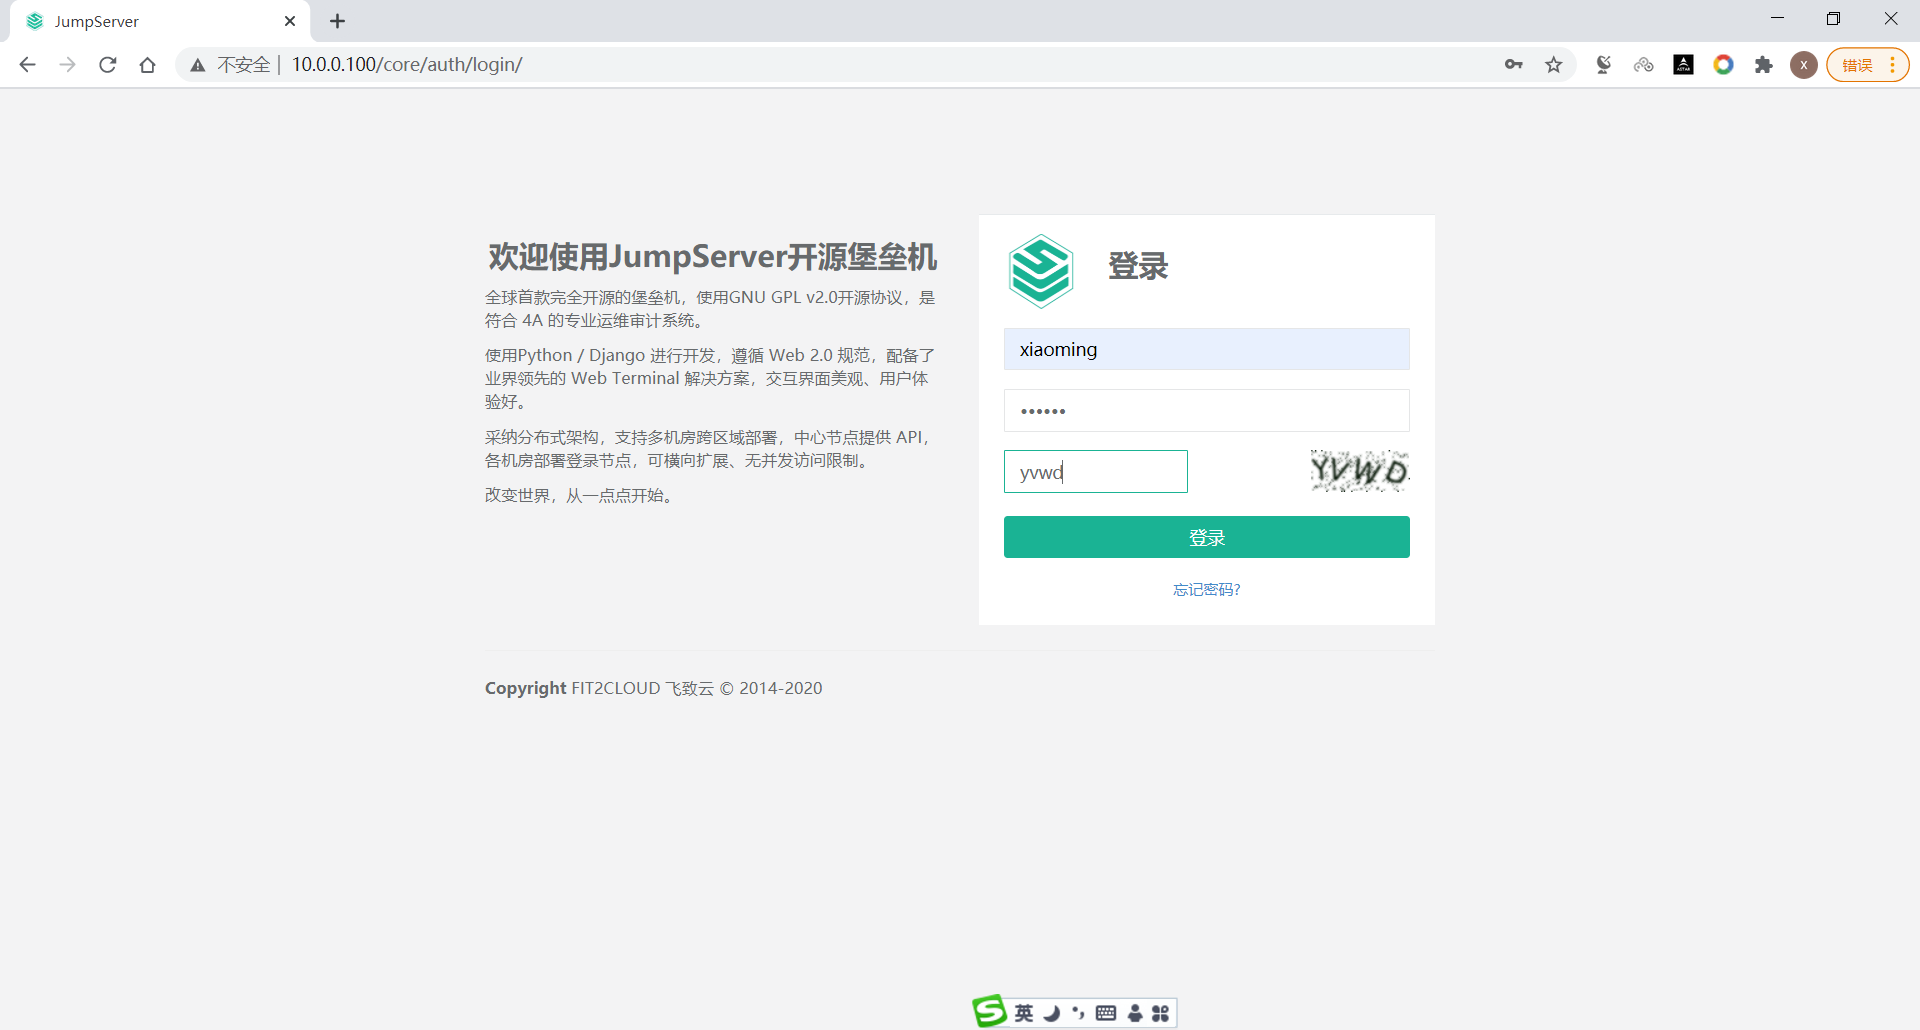 JumpServer
不安全 | 10.0.0.100/core/auth/login/
ASTAR
X
错误
欢迎使用JumpServer开源堡垒机
全球首款完全开源的堡垒机，使用GNU GPL v2.0开源协议，是
符合 4A 的专业运维审计系统。
使用Python / Django 进行开发，遵循 Web 2.0 规范，配备了
业界领先的 Web Terminal 解决方案，交互界面美观、用户体
验好。
采纳分布式架构，支持多机房跨区域部署，中心节点提供 API，
各机房部署登录节点，可横向扩展、无并发访问限制。
改变世界，从一点点开始。
登录
xiaoming
••••••
yvwd
YVWD
登录
忘记密码?
Copyright FIT2CLOUD 飞致云 © 2014-2020
英